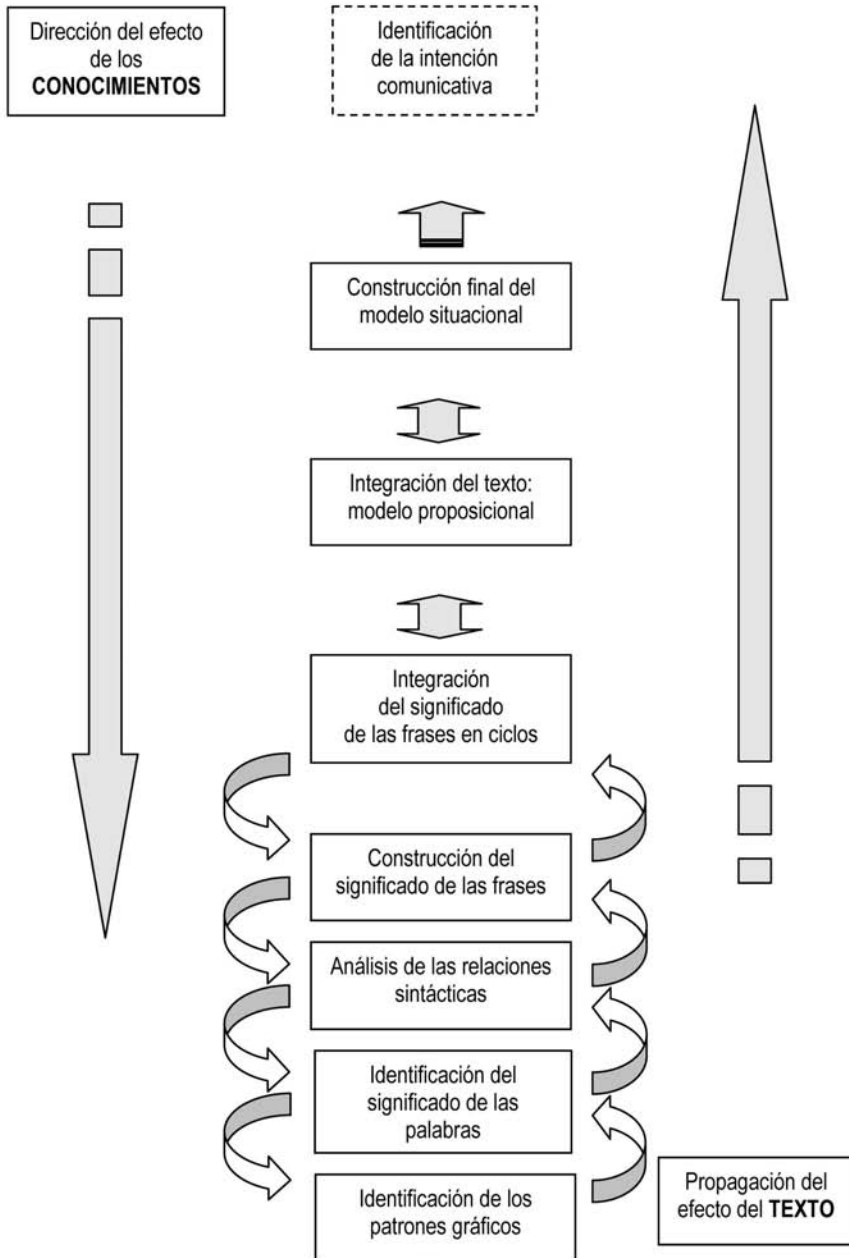 Dirección del efecto
de los
CONOCIMIENTOS
Identificación
de la intención
comunicativa
Construcción final del
modelo situacional
Integración del texto:
modelo proposicional
Integración
del significado
de las frases en ciclos
Construcción del
significado de las frases
Análisis de las relaciones
sintácticas
Identificación del
significado de las
palabras
Identificación de los
patrones gráficos
Propagación del
efecto del TEXTO